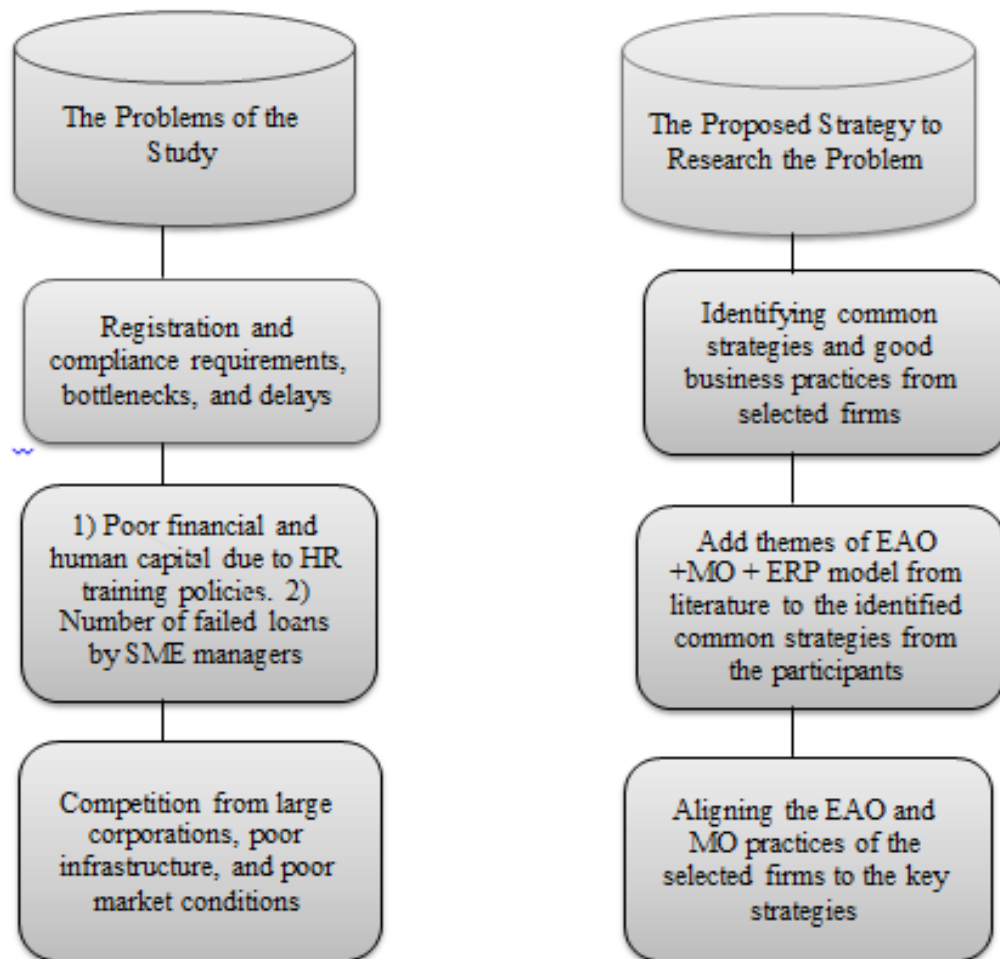 The Problems of the
Study
Registration and
compliance requirements,
bottlenecks, and delays
1) Poor financial and
human capital due to HR
training policies. 2)
Number of failed loans
by SME managers
Competition from large
corporations, poor
infrastructure, and poor
market conditions
The Proposed Strategy to
Research the Problem
Identifying common
strategies and good
business practices from
selected firms
Add themes of EAO
+MO + ERP model from
literature to the identified
common strategies from
the participants
Aligning the EAO and
MO practices of the
selected firms to the key
strategies